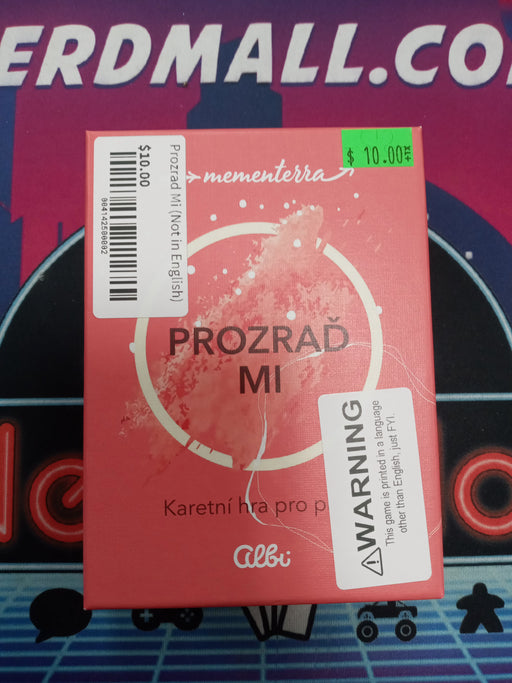 ERDMALL.CO
$10.00
004142500002
Prozrad Mi (Not in English)
$ 10.00
mementerra
PROZRAĎ
MI
WARNING
This game is printed in a language
other than English, just FYI.
Karetní hra pro
albi